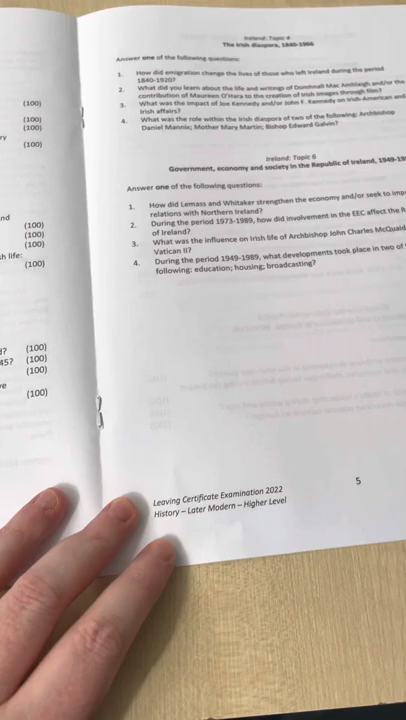 (100)
(100)
(100)
ry
(100)
nd
(100)
(100)
(100)
h life:
(100)
d?
(100)
45?
(100)
(100)
ve
(100)
Ireland: Topic 4
The Irish diaspora, 1840-1966
Answer one of the following questions:
1. How did emigration change the lives of those who left Ireland during the period
1840-1920?
2. What did you learn about the life and writings of Domhnall Mac Amhlaigh and/or the
contribution of Maureen O'Hara to the creation of Irish images through film?
3. What was the impact of Joe Kennedy and/or John F. Kennedy on Irish-American and
Irish affairs?
4. What was the role within the Irish diaspora of two of the following: Archbishop
Daniel Mannix; Mother Mary Martin; Bishop Edward Galvin?
Ireland: Topic 6
Government, economy and society in the Republic of Ireland, 1949-19
Answer one of the following questions:
1. How did Lemass and Whitaker strengthen the economy and/or seek to imp
relations with Northern Ireland?
2. During the period 1973-1989, how did involvement in the EEC affect the R
of Ireland?
3. What was the influence on Irish life of Archbishop John Charles McQuaid
Vatican II?
4. During the period 1949-1989, what developments took place in two of
following: education; housing; broadcasting?
5
Leaving Certificate Examination 2022
History – Later Modern – Higher Level